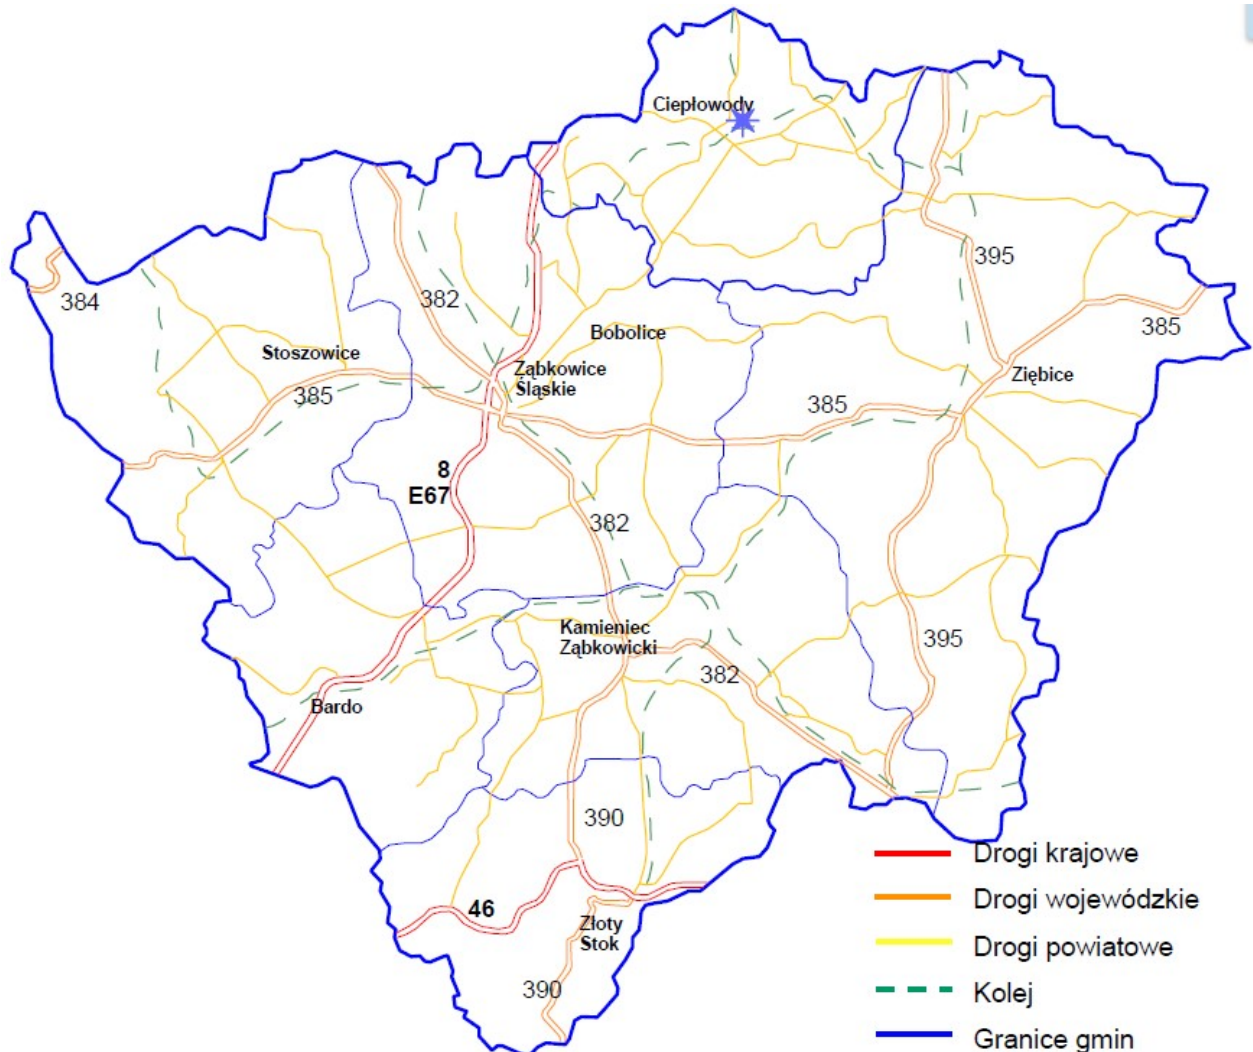 Ciepłowody
395
384
382
385
Bobolice
Stoszowice
Ząbkowice
Śląskie
Ziębice
385
385
8
E67
382
Kamieniec
Ząbkowicki
395
382
Bardo
390
46
Złoty
Stok
390
Drogi krajowe
Drogi wojewódzkie
Drogi powiatowe
Kolej
Granice gmin